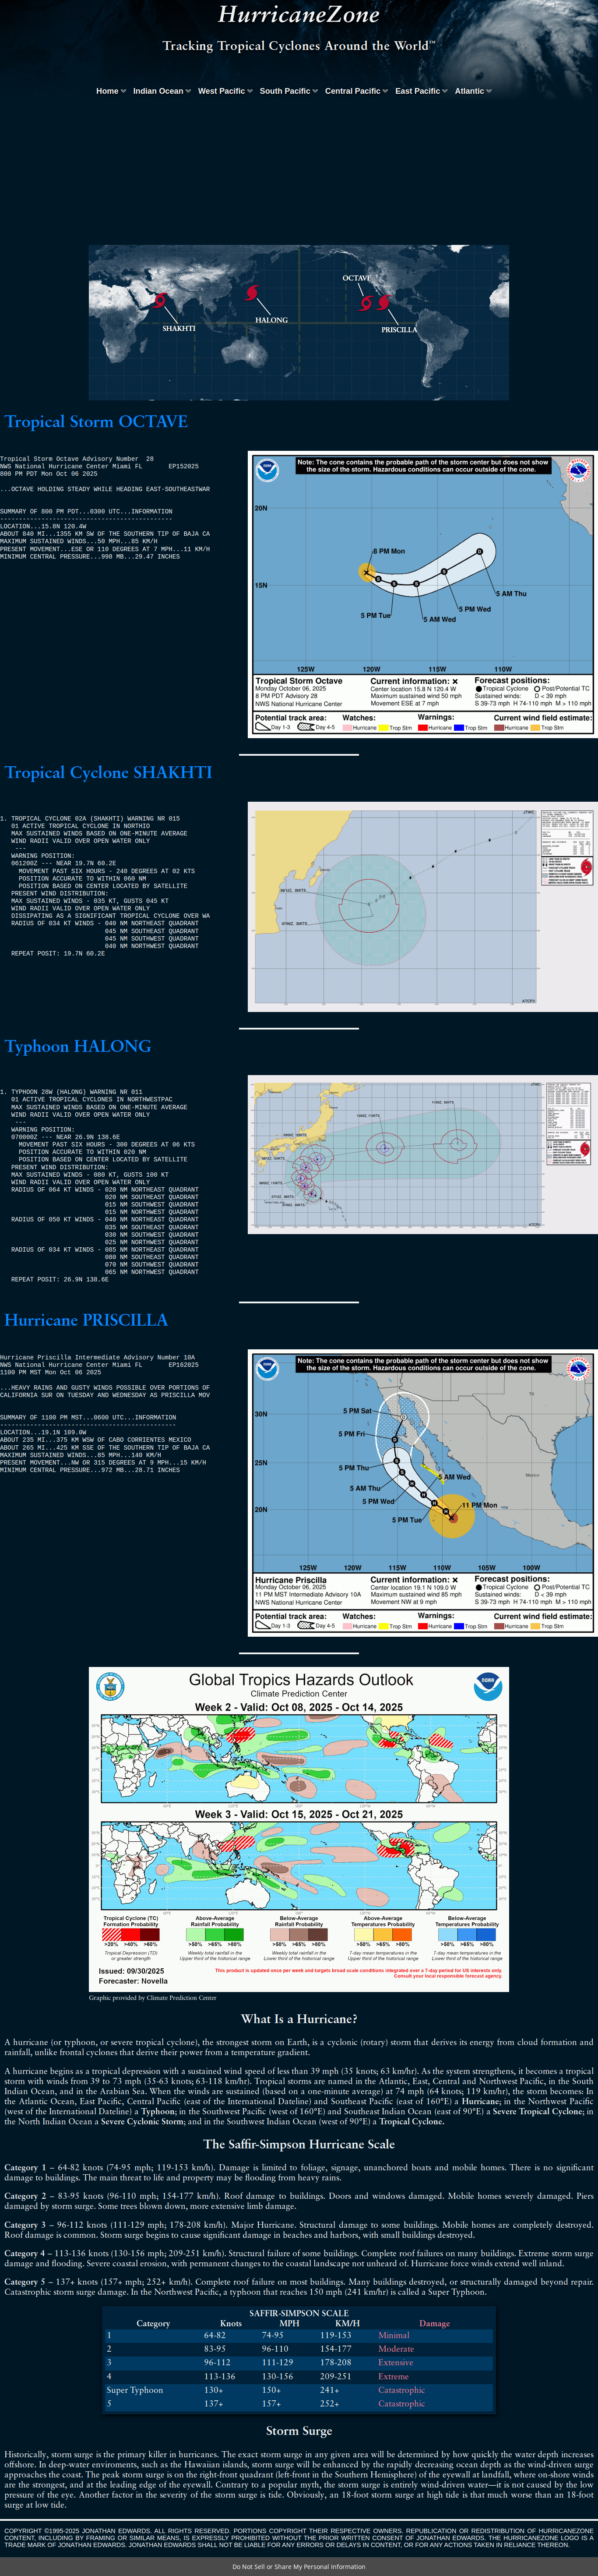 HurricaneZone
Tracking Tropical Cyclones Around the World™
Home Indian Ocean West Pacific South Pacific Central Pacific East Pacific Atlantic
OCTAVE
SHAKHTI
HALONG
PRISCILLA
Tropical Storm OCTAVE
Tropical Storm Octave Advisory Number 28
NWS National Hurricane Center Miami FL EP152025
800 PM PDT Mon Oct 06 2025
...OCTAVE HOLDING STEADY WHILE HEADING EAST-SOUTHEASTWAR
SUMMARY OF 800 PM PDT...0300 UTC...INFORMATION
----------------------------------------------
LOCATION...15.8N 120.4W
ABOUT 840 MI...1355 KM SW OF THE SOUTHERN TIP OF BAJA CA
MAXIMUM SUSTAINED WINDS...50 MPH...85 KM/H
PRESENT MOVEMENT...ESE OR 110 DEGREES AT 7 MPH...11 KM/H
MINIMUM CENTRAL PRESSURE...998 MB...29.47 INCHES
Note: The cone contains the probable path of the storm center but does not show
the size of the storm. Hazardous conditions can occur outside of the cone.
20N
15N
8 PM Mon
5 PM Tue
5 AM Wed
5 PM Wed
5 AM Thu
125W 120W 115W 110W
Tropical Storm Octave
Monday October 06, 2025
8 PM PDT Advisory 28
NWS National Hurricane Center
Current information: ×
Center location 15.8 N 120.4 W
Maximum sustained wind 50 mph
Movement ESE at 7 mph
Forecast positions:
Tropical Cyclone Post/Potential TC
Sustained winds: D < 39 mph
S 39-73 mph H 74-110 mph M > 110 mph
Potential track area: Watches: Warnings: Current wind field estimate:
Day 1-3 Day 4-5 Hurricane Trop Stm Hurricane Trop Stm Hurricane Trop Storm
Tropical Cyclone SHAKHTI
1. TROPICAL CYCLONE 02A (SHAKHTI) WARNING NR 015
01 ACTIVE TROPICAL CYCLONE IN NORTHIO
MAX SUSTAINED WINDS BASED ON ONE-MINUTE AVERAGE
WIND RADII VALID OVER OPEN WATER ONLY
---
WARNING POSITION:
061200Z --- NEAR 19.7N 60.2E
MOVEMENT PAST SIX HOURS - 240 DEGREES AT 02 KTS
POSITION ACCURATE TO WITHIN 060 NM
POSITION BASED ON CENTER LOCATED BY SATELLITE
PRESENT WIND DISTRIBUTION:
MAX SUSTAINED WINDS - 035 KT, GUSTS 045 KT
WIND RADII VALID OVER OPEN WATER ONLY
DISSIPATING AS A SIGNIFICANT TROPICAL CYCLONE OVER WA
RADIUS OF 034 KT WINDS - 040 NM NORTHEAST QUADRANT
045 NM SOUTHEAST QUADRANT
045 NM SOUTHWEST QUADRANT
040 NM NORTHWEST QUADRANT
REPEAT POSIT: 19.7N 60.2E
JTWC
ATCF®
Typhoon HALONG
1. TYPHOON 28W (HALONG) WARNING NR 011
01 ACTIVE TROPICAL CYCLONES IN NORTHWESTPAC
MAX SUSTAINED WINDS BASED ON ONE-MINUTE AVERAGE
WIND RADII VALID OVER OPEN WATER ONLY
---
WARNING POSITION:
070000Z --- NEAR 26.9N 138.6E
MOVEMENT PAST SIX HOURS - 300 DEGREES AT 06 KTS
POSITION ACCURATE TO WITHIN 020 NM
POSITION BASED ON CENTER LOCATED BY SATELLITE
PRESENT WIND DISTRIBUTION:
MAX SUSTAINED WINDS - 080 KT, GUSTS 100 KT
WIND RADII VALID OVER OPEN WATER ONLY
RADIUS OF 064 KT WINDS - 020 NM NORTHEAST QUADRANT
020 NM SOUTHEAST QUADRANT
015 NM SOUTHWEST QUADRANT
015 NM NORTHWEST QUADRANT
RADIUS OF 050 KT WINDS - 040 NM NORTHEAST QUADRANT
035 NM SOUTHEAST QUADRANT
030 NM SOUTHWEST QUADRANT
025 NM NORTHWEST QUADRANT
RADIUS OF 034 KT WINDS - 085 NM NORTHEAST QUADRANT
080 NM SOUTHEAST QUADRANT
070 NM SOUTHWEST QUADRANT
065 NM NORTHWEST QUADRANT
REPEAT POSIT: 26.9N 138.6E
JTWC
ATCF®
Hurricane PRISCILLA
Hurricane Priscilla Intermediate Advisory Number 10A
NWS National Hurricane Center Miami FL EP162025
1100 PM MST Mon Oct 06 2025
...HEAVY RAINS AND GUSTY WINDS POSSIBLE OVER PORTIONS OF
CALIFORNIA SUR ON TUESDAY AND WEDNESDAY AS PRISCILLA MOV
SUMMARY OF 1100 PM MST...0600 UTC...INFORMATION
-----------------------------------------------
LOCATION...19.1N 109.0W
ABOUT 235 MI...375 KM WSW OF CABO CORRIENTES MEXICO
ABOUT 265 MI...425 KM SSE OF THE SOUTHERN TIP OF BAJA CA
MAXIMUM SUSTAINED WINDS...85 MPH...140 KM/H
PRESENT MOVEMENT...NW OR 315 DEGREES AT 9 MPH...15 KM/H
MINIMUM CENTRAL PRESSURE...972 MB...28.71 INCHES
Note: The cone contains the probable path of the storm center but does not show
the size of the storm. Hazardous conditions can occur outside of the cone.
30N
25N
20N
TX
Mexico
5 PM Sat
5 PM Fri
5 PM Thu
5 AM Thu
5 PM Wed
5 AM Wed
5 PM Tue
11 PM Mon
125W 120W 115W 110W 105W 100W
Hurricane Priscilla
Monday October 06, 2025
11 PM MST Intermediate Advisory 10A
NWS National Hurricane Center
Current information: ×
Center location 19.1 N 109.0 W
Maximum sustained wind 85 mph
Movement NW at 9 mph
Forecast positions:
Tropical Cyclone Post/Potential TC
Sustained winds: D < 39 mph
S 39-73 mph H 74-110 mph M > 110 mph
Potential track area: Watches: Warnings: Current wind field estimate:
Day 1-3 Day 4-5 Hurricane Trop Stm Hurricane Trop Stm Hurricane Trop Storm
Global Tropics Hazards Outlook
Climate Prediction Center
NOAA
Week 2 - Valid: Oct 08, 2025 - Oct 14, 2025
Week 3 - Valid: Oct 15, 2025 - Oct 21, 2025
Tropical Cyclone (TC) Formation Probability
>20% >40% >60%
Tropical Depression (TD) or greater strength
Above-Average Rainfall Probability
>50% >65% >80%
Weekly total rainfall in the Upper third of the historical range
Below-Average Rainfall Probability
>50% >65% >80%
Weekly total rainfall in the Lower third of the historical range
Above-Average Temperatures Probability
>50% >65% >80%
7-day mean temperatures in the Upper third of the historical range
Below-Average Temperatures Probability
>50% >65% >80%
7-day mean temperatures in the Lower third of the historical range
Issued: 09/30/2025
Forecaster: Novella
This product is updated once per week and targets broad scale conditions integrated over a 7-day period for US interests only.
Consult your local responsible forecast agency.
Graphic provided by Climate Prediction Center
What Is a Hurricane?
A hurricane (or typhoon, or severe tropical cyclone), the strongest storm on Earth, is a cyclonic (rotary) storm that derives its energy from cloud formation and
rainfall, unlike frontal cyclones that derive their power from a temperature gradient.
A hurricane begins as a tropical depression with a sustained wind speed of less than 39 mph (35 knots; 63 km/hr). As the system strengthens, it becomes a tropical
storm with winds from 39 to 73 mph (35-63 knots; 63-118 km/hr). Tropical storms are named in the Atlantic, East, Central and Northwest Pacific, in the South
Indian Ocean, and in the Arabian Sea. When the winds are sustained (based on a one-minute average) at 74 mph (64 knots; 119 km/hr), the storm becomes: In
the Atlantic Ocean, East Pacific, Central Pacific (east of the International Dateline) and Southeast Pacific (east of 160°E) a Hurricane; in the Northwest Pacific
(west of the International Dateline) a Typhoon; in the Southwest Pacific (west of 160°E) and Southeast Indian Ocean (east of 90°E) a Severe Tropical Cyclone; in
the North Indian Ocean a Severe Cyclonic Storm; and in the Southwest Indian Ocean (west of 90°E) a Tropical Cyclone.
The Saffir-Simpson Hurricane Scale
Category 1 – 64-82 knots (74-95 mph; 119-153 km/h). Damage is limited to foliage, signage, unanchored boats and mobile homes. There is no significant
damage to buildings. The main threat to life and property may be flooding from heavy rains.
Category 2 – 83-95 knots (96-110 mph; 154-177 km/h). Roof damage to buildings. Doors and windows damaged. Mobile homes severely damaged. Piers
damaged by storm surge. Some trees blown down, more extensive limb damage.
Category 3 – 96-112 knots (111-129 mph; 178-208 km/h). Major Hurricane. Structural damage to some buildings. Mobile homes are completely destroyed.
Roof damage is common. Storm surge begins to cause significant damage in beaches and harbors, with small buildings destroyed.
Category 4 – 113-136 knots (130-156 mph; 209-251 km/h). Structural failure of some buildings. Complete roof failures on many buildings. Extreme storm surge
damage and flooding. Severe coastal erosion, with permanent changes to the coastal landscape not unheard of. Hurricane force winds extend well inland.
Category 5 – 137+ knots (157+ mph; 252+ km/h). Complete roof failure on most buildings. Many buildings destroyed, or structurally damaged beyond repair.
Catastrophic storm surge damage. In the Northwest Pacific, a typhoon that reaches 150 mph (241 km/hr) is called a Super Typhoon.
SAFFIR-SIMPSON SCALE
Category Knots MPH KM/H Damage
1 64-82 74-95 119-153 Minimal
2 83-95 96-110 154-177 Moderate
3 96-112 111-129 178-208 Extensive
4 113-136 130-156 209-251 Extreme
Super Typhoon 130+ 150+ 241+ Catastrophic
5 137+ 157+ 252+ Catastrophic
Storm Surge
Historically, storm surge is the primary killer in hurricanes. The exact storm surge in any given area will be determined by how quickly the water depth increases
offshore. In deep-water enviroments, such as the Hawaiian islands, storm surge will be enhanced by the rapidly decreasing ocean depth as the wind-driven surge
approaches the coast. The peak storm surge is on the right-front quadrant (left-front in the Southern Hemisphere) of the eyewall at landfall, where on-shore winds
are the strongest, and at the leading edge of the eyewall. Contrary to a popular myth, the storm surge is entirely wind-driven water—it is not caused by the low
pressure of the eye. Another factor in the severity of the storm surge is tide. Obviously, an 18-foot storm surge at high tide is that much worse than an 18-foot
surge at low tide.
COPYRIGHT ©1995-2025 JONATHAN EDWARDS. ALL RIGHTS RESERVED. PORTIONS COPYRIGHT THEIR RESPECTIVE OWNERS. REPUBLICATION OR REDISTRIBUTION OF HURRICANEZONE
CONTENT, INCLUDING BY FRAMING OR SIMILAR MEANS, IS EXPRESSLY PROHIBITED WITHOUT THE PRIOR WRITTEN CONSENT OF JONATHAN EDWARDS. THE HURRICANEZONE LOGO IS A
TRADE MARK OF JONATHAN EDWARDS. JONATHAN EDWARDS SHALL NOT BE LIABLE FOR ANY ERRORS OR DELAYS IN CONTENT, OR FOR ANY ACTIONS TAKEN IN RELIANCE THEREON.
Do Not Sell or Share My Personal Information